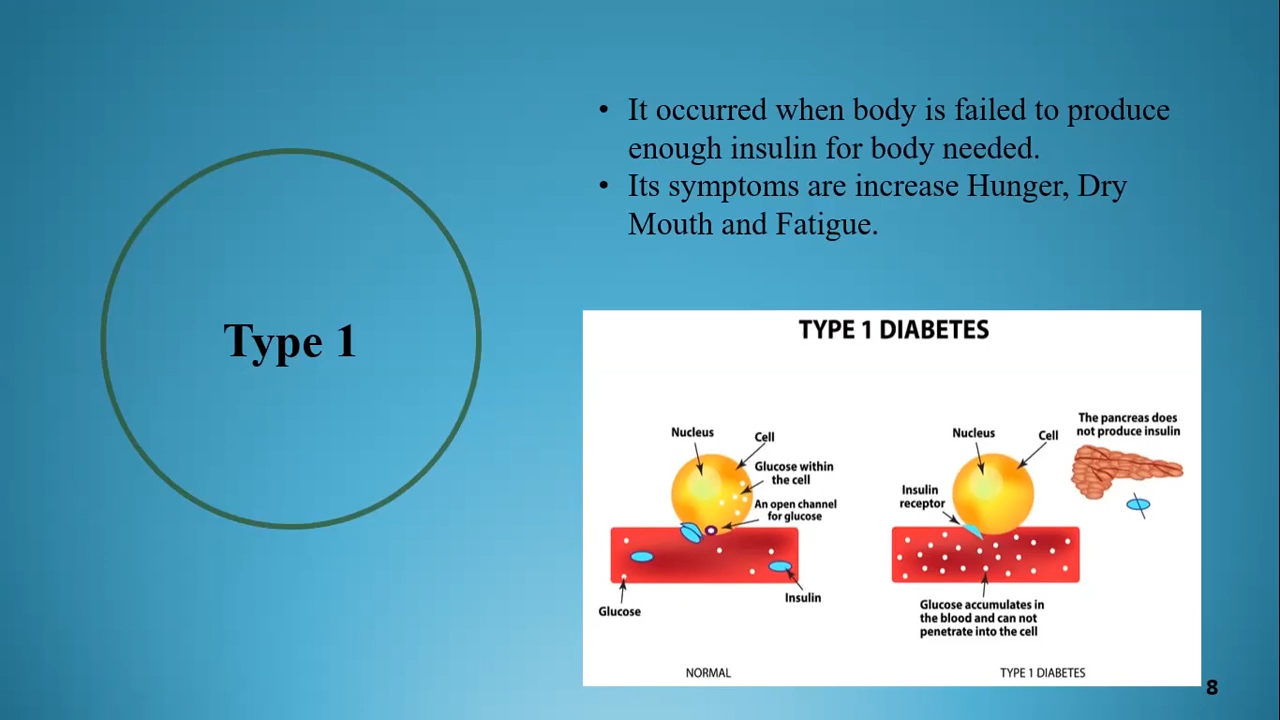 • It occurred when body is failed to produce
enough insulin for body needed.
• Its symptoms are increase Hunger, Dry
Mouth and Fatigue.
Type 1
TYPE 1 DIABETES
Nucleus
Cell
Glucose within
the cell
An open channel
for glucose
Glucose
Insulin
NORMAL
Nucleus
Cell
The pancreas does
not produce insulin
Insulin
receptor
Glucose accumulates in
the blood and can not
penetrate into the cell
TYPE 1 DIABETES
8